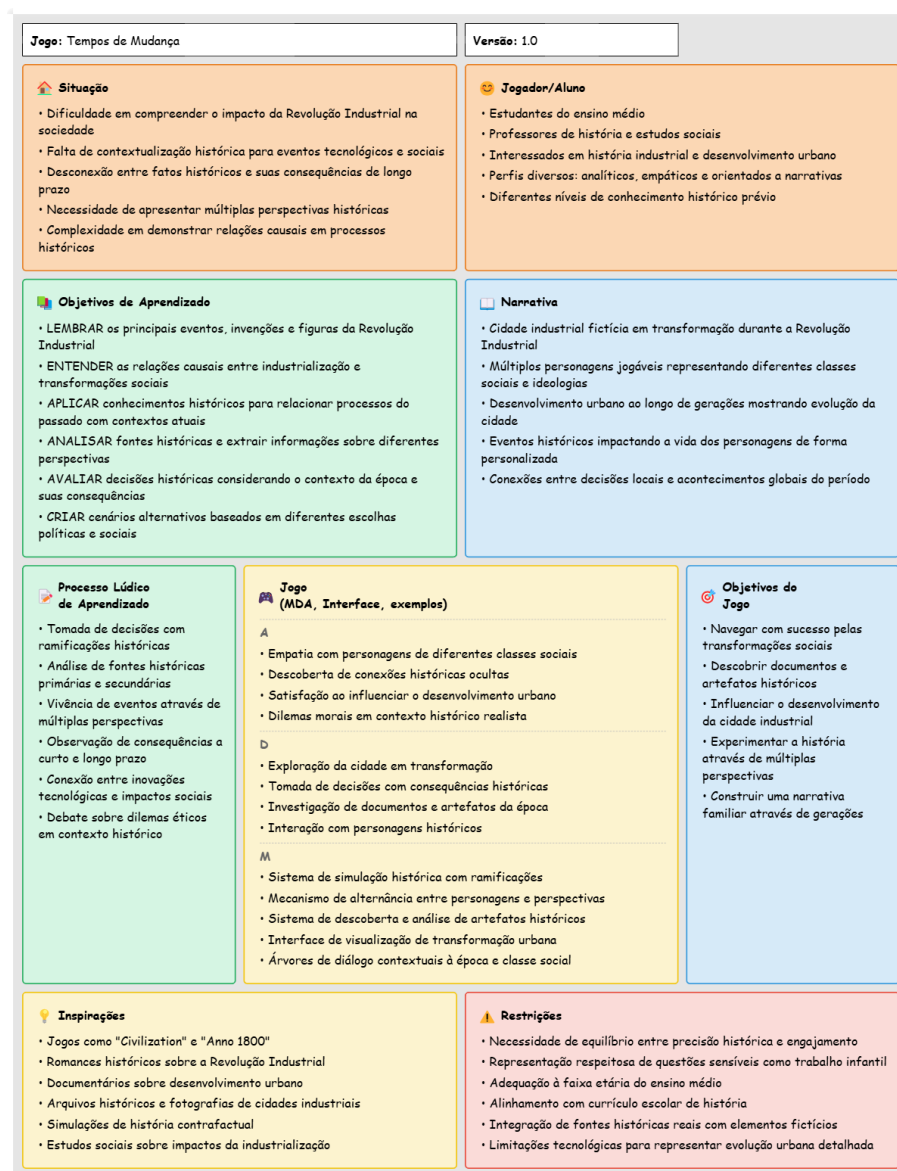 Jogo: Tempos de Mudança
Versão: 1.0
Situação
• Dificuldade em compreender o impacto da Revolução Industrial na
sociedade
• Falta de contextualização histórica para eventos tecnológicos e sociais
• Desconexão entre fatos históricos e suas consequências de longo
prazo
• Necessidade de apresentar múltiplas perspectivas históricas
• Complexidade em demonstrar relações causais em processos
históricos
Jogador/Aluno
• Estudantes do ensino médio
• Professores de história e estudos sociais
• Interessados em história industrial e desenvolvimento urbano
• Perfis diversos: analíticos, empáticos e orientados a narrativas
• Diferentes níveis de conhecimento histórico prévio
Objetivos de Aprendizado
• LEMBRAR os principais eventos, invenções e figuras da Revolução
Industrial
• ENTENDER as relações causais entre industrialização e
transformações sociais
• APLICAR conhecimentos históricos para relacionar processos do
passado com contextos atuais
• ANALISAR fontes históricas e extrair informações sobre diferentes
perspectivas
• AVALIAR decisões históricas considerando o contexto da época e
suas consequências
• CRIAR cenários alternativos baseados em diferentes escolhas
políticas e sociais
Narrativa
• Cidade industrial fictícia em transformação durante a Revolução
Industrial
• Múltiplos personagens jogáveis representando diferentes classes
sociais e ideologias
• Desenvolvimento urbano ao longo de gerações mostrando evolução da
cidade
• Eventos históricos impactando a vida dos personagens de forma
personalizada
• Conexões entre decisões locais e acontecimentos globais do período
Processo Lúdico
de Aprendizado
• Tomada de decisões com
ramificações históricas
• Análise de fontes históricas
primárias e secundárias
• Vivência de eventos através de
múltiplas perspectivas
• Observação de consequências a
curto e longo prazo
• Conexão entre inovações
tecnológicas e impactos sociais
• Debate sobre dilemas éticos
em contexto histórico
Jogo
(MDA, Interface, exemplos)
A
• Empatia com personagens de diferentes classes sociais
• Descoberta de conexões históricas ocultas
• Satisfação ao influenciar o desenvolvimento urbano
• Dilemas morais em contexto histórico realista
D
• Exploração da cidade em transformação
• Tomada de decisões com consequências históricas
• Investigação de documentos e artefatos da época
• Interação com personagens históricos
M
• Sistema de simulação histórica com ramificações
• Mecanismo de alternância entre personagens e perspectivas
• Sistema de descoberta e análise de artefatos históricos
• Interface de visualização de transformação urbana
• Árvores de diálogo contextuais à época e classe social
Objetivos do
Jogo
• Navegar com sucesso pelas
transformações sociais
• Descobrir documentos e
artefatos históricos
• Influenciar o desenvolvimento
da cidade industrial
• Experimentar a história
através de múltiplas
perspectivas
• Construir uma narrativa
familiar através de gerações
Inspirações
• Jogos como "Civilization" e "Anno 1800"
• Romances históricos sobre a Revolução Industrial
• Documentários sobre desenvolvimento urbano
• Arquivos históricos e fotografias de cidades industriais
• Simulações de história contrafactual
• Estudos sociais sobre impactos da industrialização
Restrições
• Necessidade de equilíbrio entre precisão histórica e engajamento
• Representação respeitosa de questões sensíveis como trabalho infantil
• Adequação à faixa etária do ensino médio
• Alinhamento com currículo escolar de história
• Integração de fontes históricas reais com elementos fictícios
• Limitações tecnológicas para representar evolução urbana detalhada